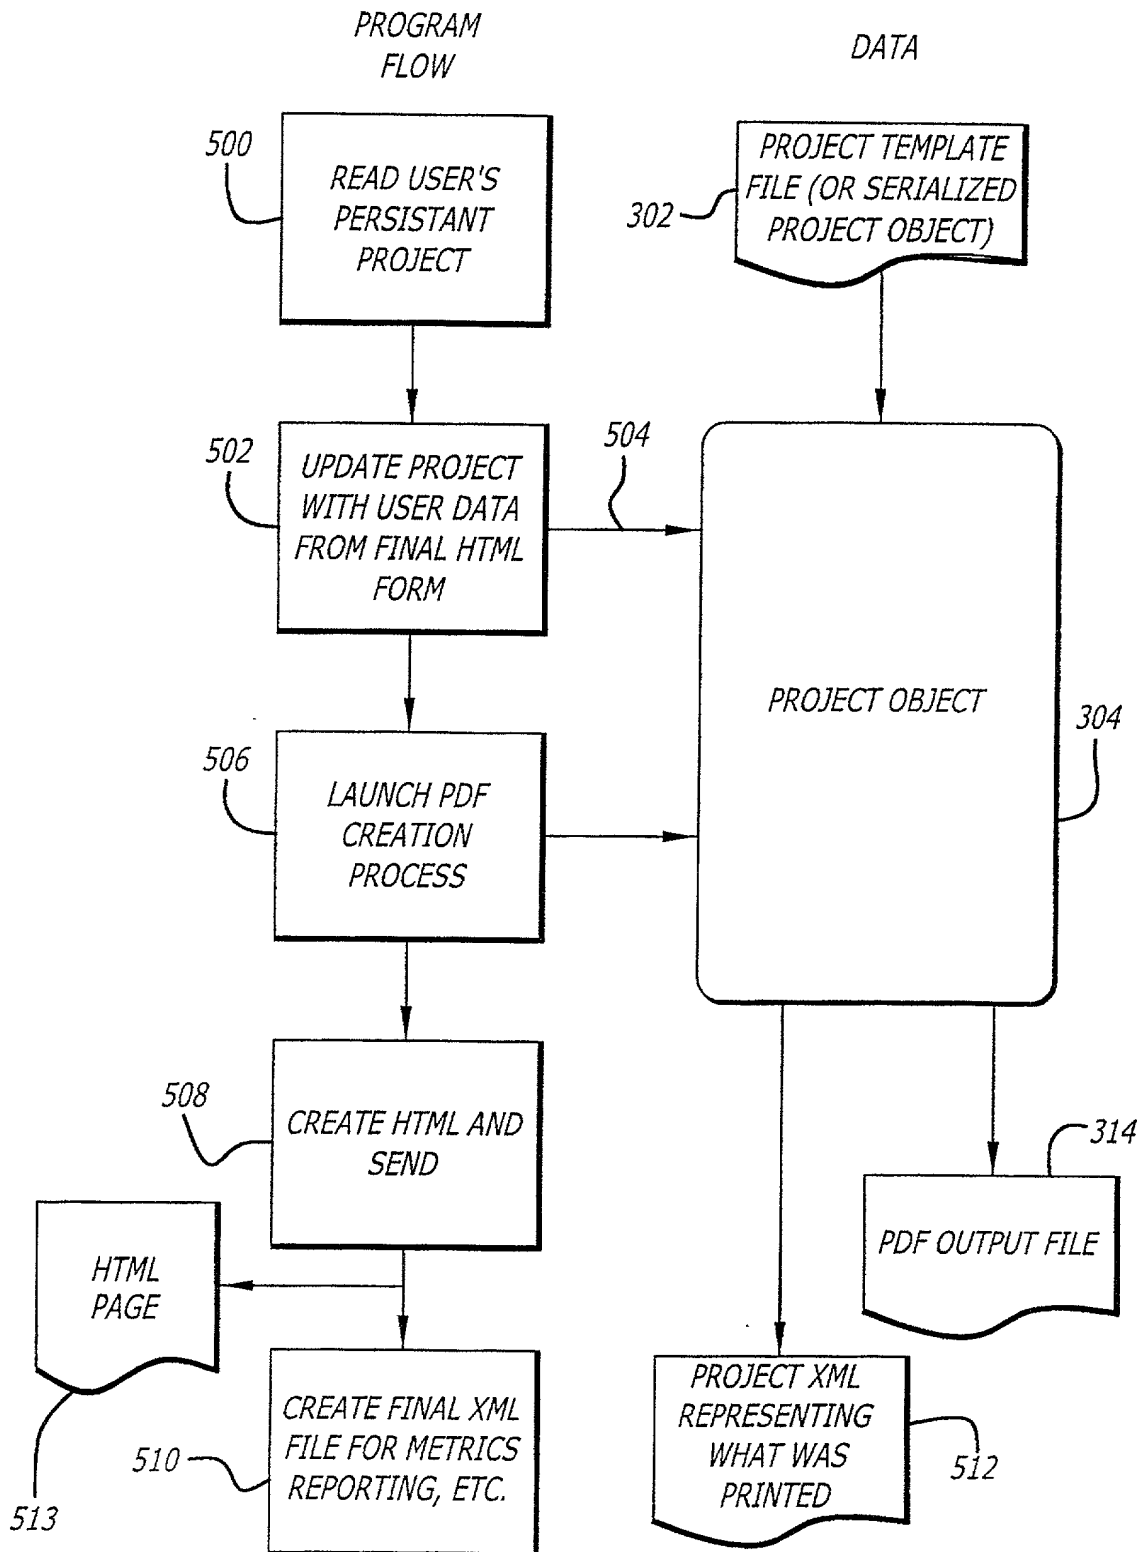 PROGRAM
FLOW
DATA
500
READ USER'S
PERSISTANT
PROJECT
302
PROJECT TEMPLATE
FILE (OR SERIALIZED
PROJECT OBJECT)
502
UPDATE PROJECT
WITH USER DATA
FROM FINAL HTML
FORM
504
PROJECT OBJECT
304
506
LAUNCH PDF
CREATION
PROCESS
508
CREATE HTML AND
SEND
314
PDF OUTPUT FILE
HTML
PAGE
513
510
CREATE FINAL XML
FILE FOR METRICS
REPORTING, ETC.
PROJECT XML
REPRESENTING
WHAT WAS
PRINTED
512